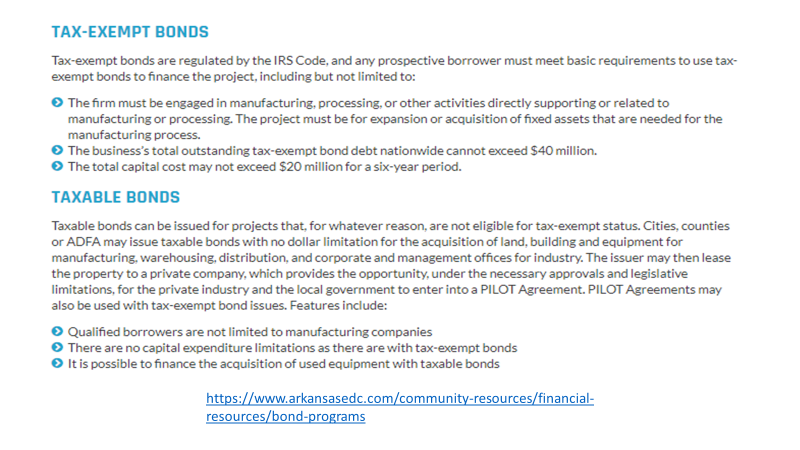 TAX-EXEMPT BONDS
Tax-exempt bonds are regulated by the IRS Code, and any prospective borrower must meet basic requirements to use tax-
exempt bonds to finance the project, including but not limited to:
The firm must be engaged in manufacturing, processing, or other activities directly supporting or related to
manufacturing or processing. The project must be for expansion or acquisition of fixed assets that are needed for the
manufacturing process.
The business's total outstanding tax-exempt bond debt nationwide cannot exceed $40 million.
The total capital cost may not exceed $20 million for a six-year period.
TAXABLE BONDS
Taxable bonds can be issued for projects that, for whatever reason, are not eligible for tax-exempt status. Cities, counties
or ADFA may issue taxable bonds with no dollar limitation for the acquisition of land, building and equipment for
manufacturing, warehousing, distribution, and corporate and management offices for industry. The issuer may then lease
the property to a private company, which provides the opportunity, under the necessary approvals and legislative
limitations, for the private industry and the local government to enter into a PILOT Agreement. PILOT Agreements may
also be used with tax-exempt bond issues. Features include:
Qualified borrowers are not limited to manufacturing companies
There are no capital expenditure limitations as there are with tax-exempt bonds
It is possible to finance the acquisition of used equipment with taxable bonds
https://www.arkansasedc.com/community-resources/financial-
resources/bond-programs